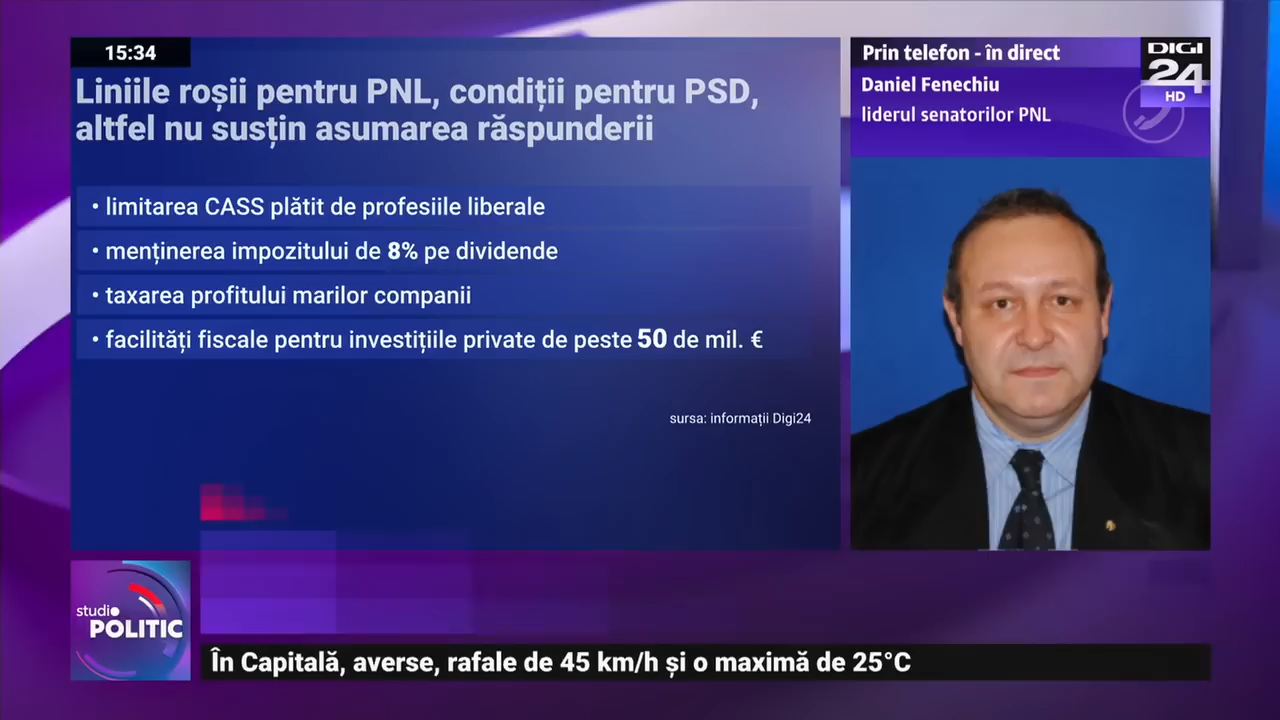 15:34
Liniile roșii pentru PNL, condiții pentru PSD,
altfel nu susțin asumarea răspunderii
• limitarea CASS plătit de profesiile liberale
• menținerea impozitului de 8% pe dividende
• taxarea profitului marilor companii
• facilități fiscale pentru investițiile private de peste 50 de mil. €
sursa: informații Digi24
Prin telefon - în direct
Daniel Fenechiu
liderul senatorilor PNL
DIGI
24
HD
studio
POLITIC
În Capitală, averse, rafale de 45 km/h și o maximă de 25°C